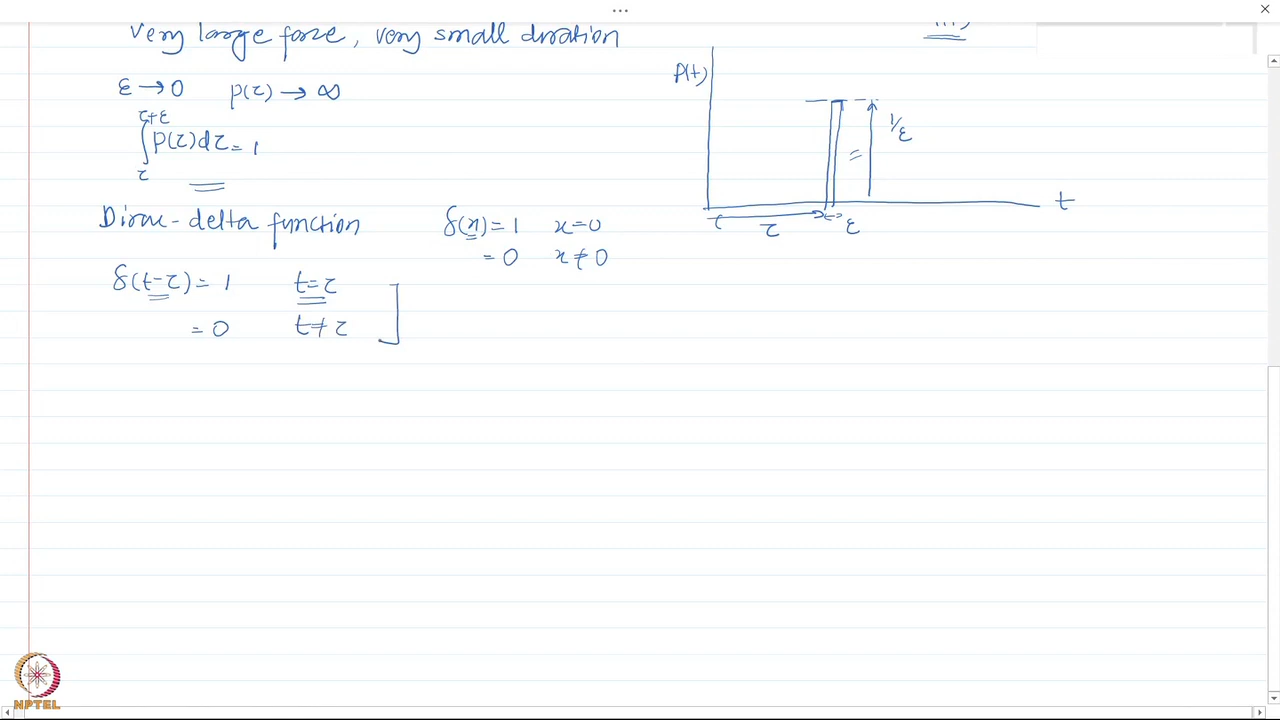 very large force, very small duration
ε → 0    p(τ) → ∞
∫_τ^{τ+ε} p(τ)dτ = 1
Dirac-delta function
δ(x) = 1    x=0
= 0    x≠0
δ(t-τ) = 1    t=τ
= 0    t≠τ
p(t)
1/ε
t
τ
ε
NPTEL